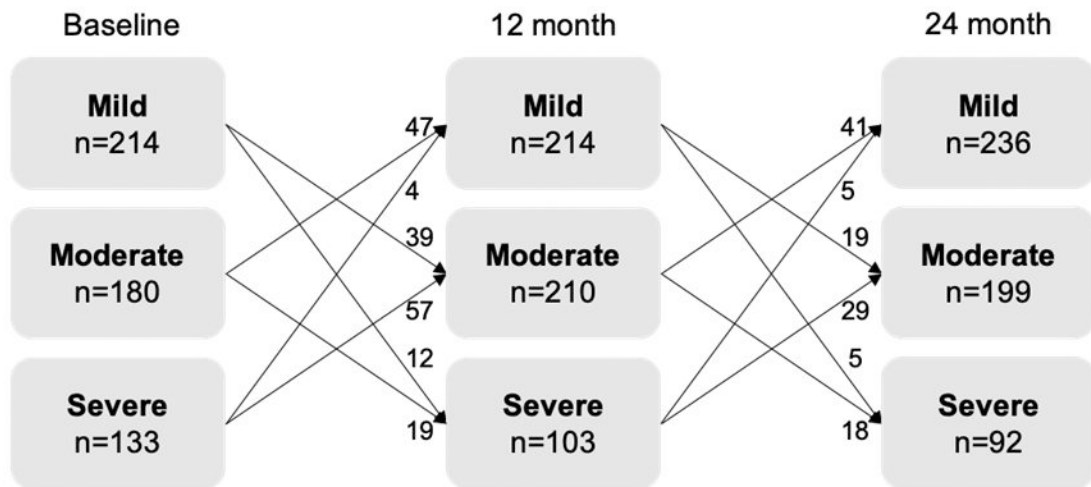 Baseline
12 month
24 month
Mild
n=214
47
Mild
n=214
41
Mild
n=236
4
5
39
19
Moderate
n=180
Moderate
n=210
Moderate
n=199
57
29
12
5
Severe
n=133
19
Severe
n=103
18
Severe
n=92